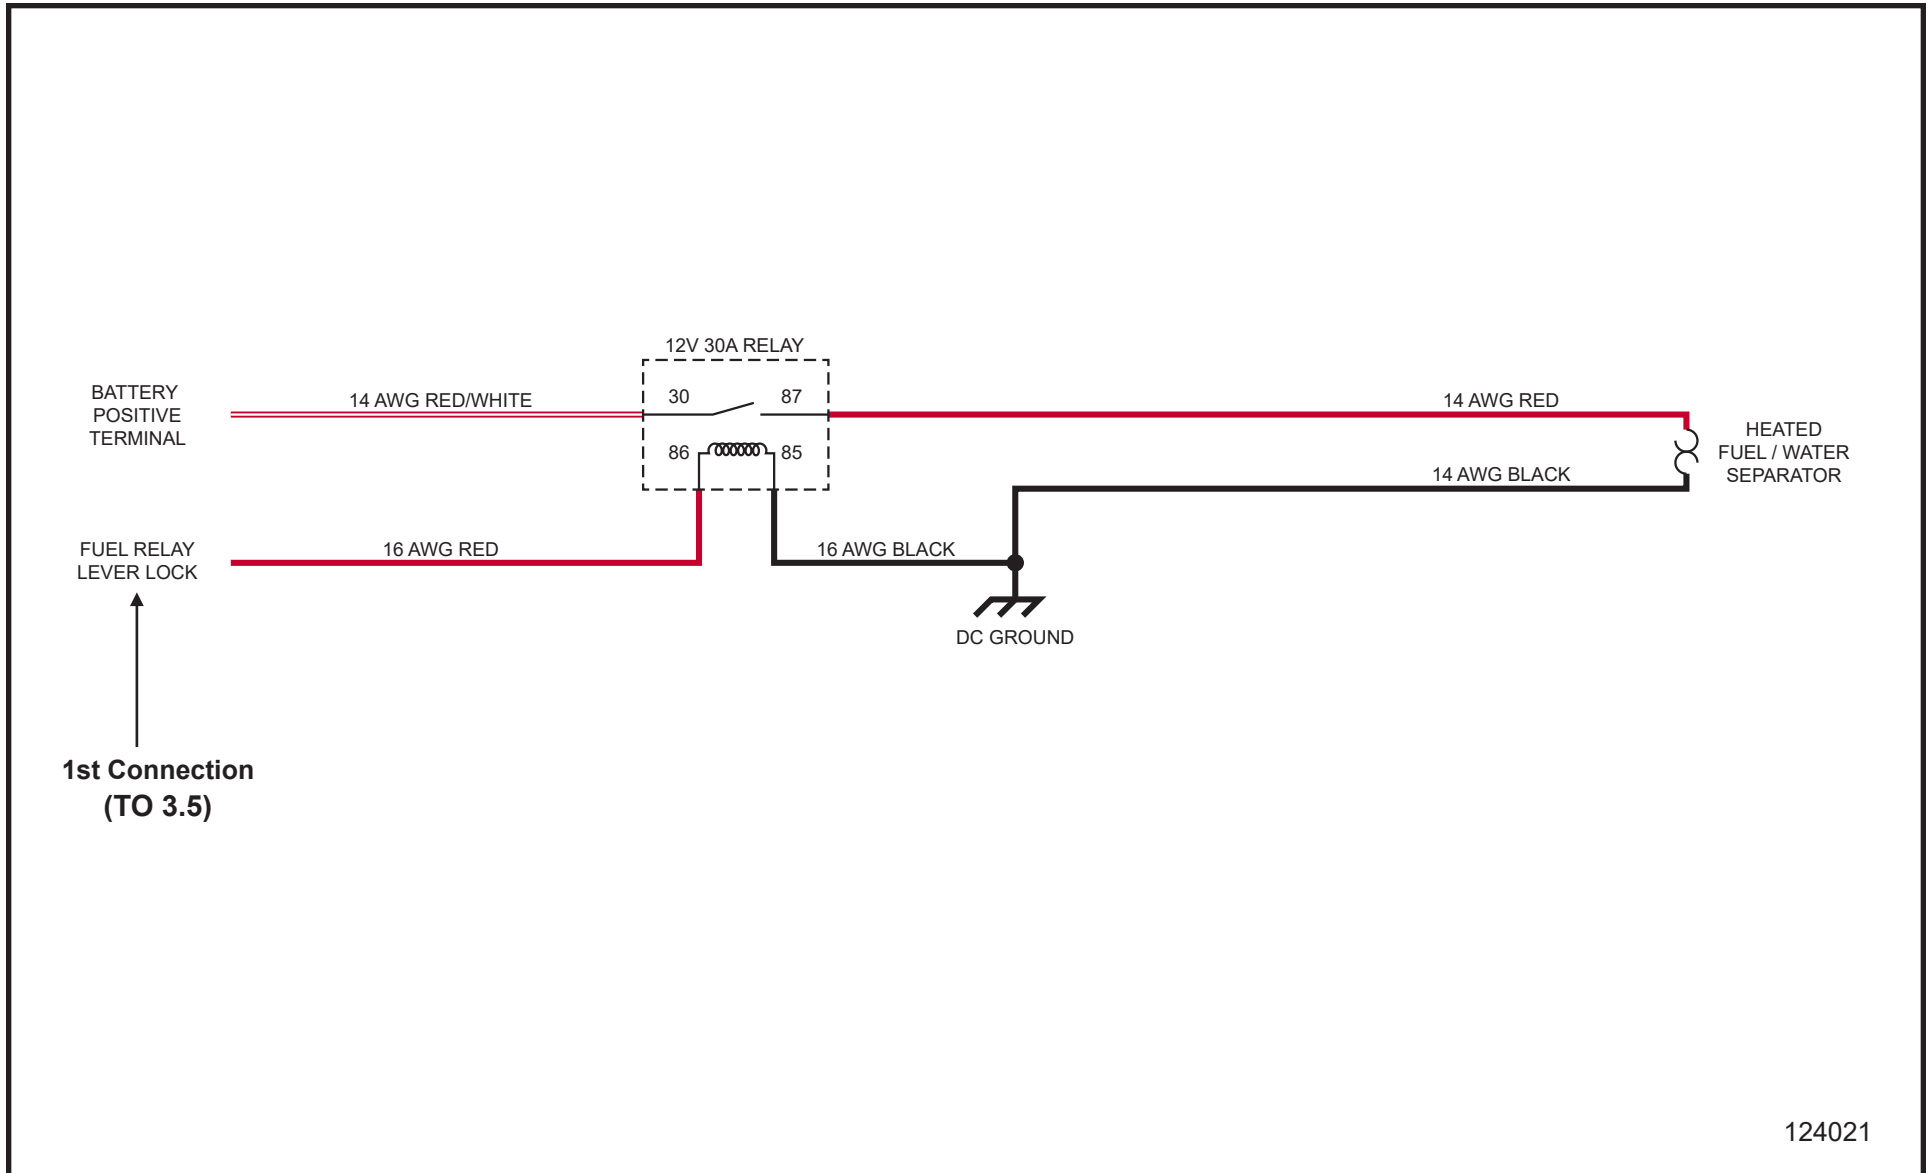 12V 30A RELAY
BATTERY
POSITIVE
TERMINAL
14 AWG RED/WHITE
30
87
14 AWG RED
86
85
HEATED
FUEL / WATER
SEPARATOR
14 AWG BLACK
FUEL RELAY
LEVER LOCK
16 AWG RED
16 AWG BLACK
DC GROUND
1st Connection
(TO 3.5)
124021